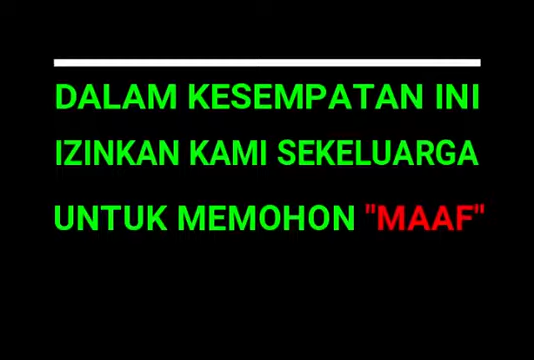 DALAM KESEMPATAN INI
IZINKAN KAMI SEKELUARGA
UNTUK MEMOHON "MAAF"